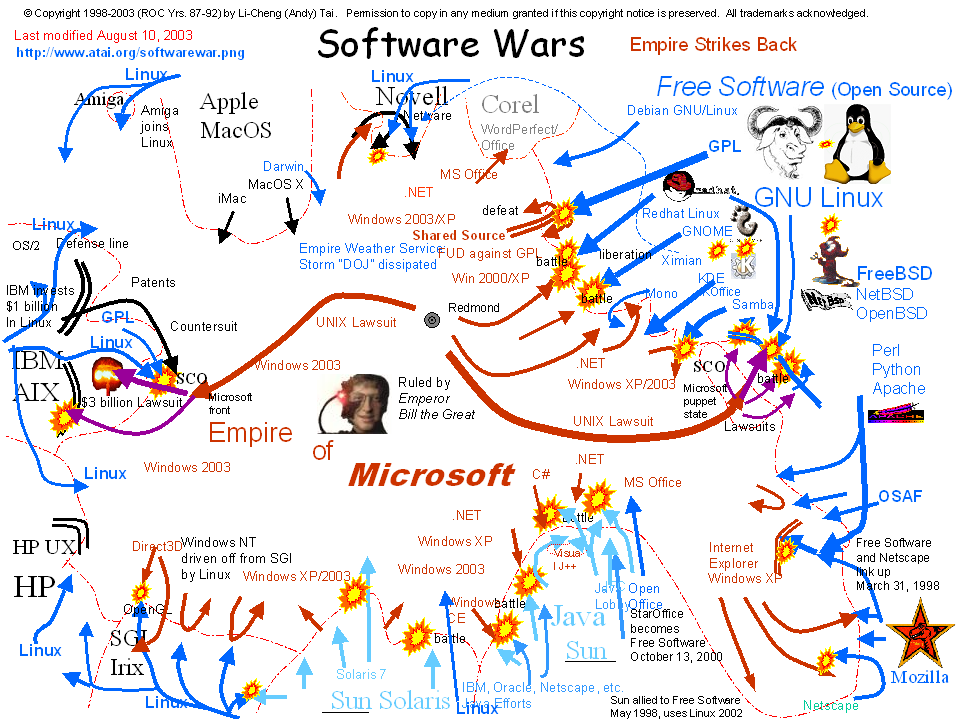 © Copyright 1998-2003 (ROC Yrs. 87-92) by Li-Cheng (Andy) Tai. Permission to copy in any medium granted if this copyright notice is preserved. All trademarks acknowledged.
Last modified August 10, 2003
http://www.atai.org/softwarewar.png
Software Wars
Empire Strikes Back
Linux
Amiga
Amiga
joins
Linux
Apple
MacOS
Linux
Novell
Netware
Corel
WordPerfect/
Office
Free Software (Open Source)
Debian GNU/Linux
GPL
Darwin
MacOS X
iMac
MS Office
.NET
redhat.
GNU Linux
Windows 2003/XP
defeat
Shared Source
Redhat Linux
GNOME
Linux
OS/2
Defense line
Empire Weather Service:
Storm "DOJ" dissipated
FUD against GPL
battle
liberation
Ximian
Win 2000/XP
KDE
KOffice
FreeBSD
NetBSD
OpenBSD
Patents
IBM invests
$1 billion
In Linux
battle
Mono
Samba
GPL
Countersuit
UNIX Lawsuit
Redmond
Linux
IBM
AIX
SCO
Windows 2003
.NET
Windows XP/2003
SCO
battle
Perl
Python
Apache
$3 billion Lawsuit
Microsoft
front
Ruled by
Emperor
Bill the Great
Microsoft
puppet
state
Lawsuits
UNIX Lawsuit
Empire
of
Microsoft
Linux
Windows 2003
.NET
C#
MS Office
OSAF
.NET
Battle
HP UX
Direct3D
Windows NT
driven off from SGI
by Linux
Windows XP
Visual
J++
Internet
Explorer
Windows XP
Free Software
and Netscape
link up
March 31, 1998
HP
Windows XP/2003
Windows 2003
Java
Lobby
Open
Office
OpenGL
Windows
CE
battle
StarOffice
becomes
Free Software
October 13, 2000
SGI
Irix
battle
Java
Sun
Linux
Solaris 7
Mozilla
Linux
Sun Solaris
IBM, Oracle, Netscape, etc.
Java Efforts
Linux
Sun allied to Free Software
May 1998, uses Linux 2002
Netscape